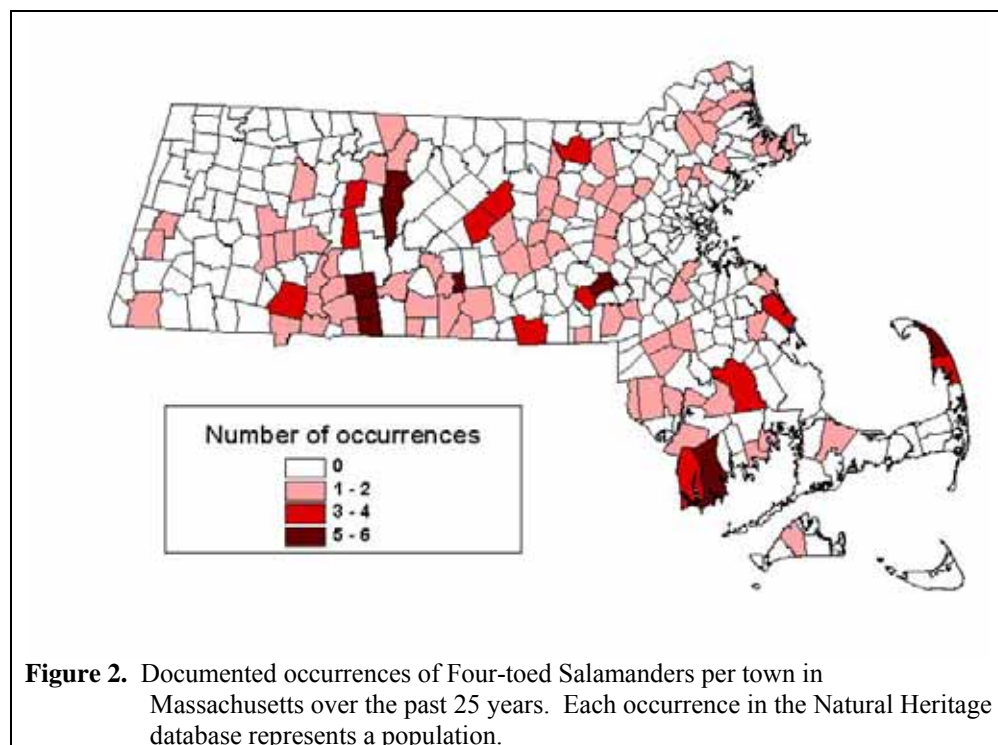 Number of occurrences
0
1 - 2
3 - 4
5 - 6
Figure 2. Documented occurrences of Four-toed Salamanders per town in
Massachusetts over the past 25 years. Each occurrence in the Natural Heritage
database represents a population.